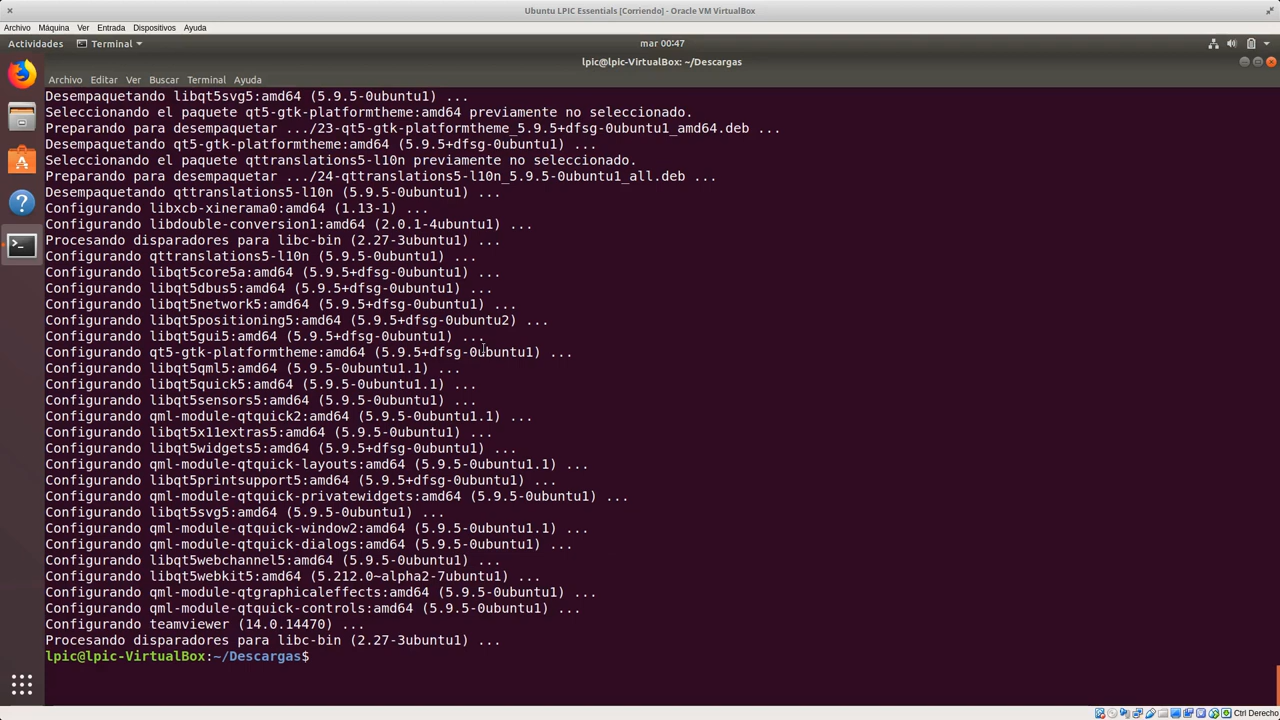 Ubuntu LPIC Essentials [Corriendo] - Oracle VM VirtualBox
Archivo Máquina Ver Entrada Dispositivos Ayuda
Actividades Terminal mar 00:47
lpic@lpic-VirtualBox: ~/Descargas
Archivo Editar Ver Buscar Terminal Ayuda
Desempaquetando libqt5svg5:amd64 (5.9.5-0ubuntu1) ...
Seleccionando el paquete qt5-gtk-platformtheme:amd64 previamente no seleccionado.
Preparando para desempaquetar .../23-qt5-gtk-platformtheme_5.9.5+dfsg-0ubuntu1_amd64.deb ...
Desempaquetando qt5-gtk-platformtheme:amd64 (5.9.5+dfsg-0ubuntu1) ...
Seleccionando el paquete qttranslations5-l10n previamente no seleccionado.
Preparando para desempaquetar .../24-qttranslations5-l10n_5.9.5-0ubuntu1_all.deb ...
Desempaquetando qttranslations5-l10n (5.9.5-0ubuntu1) ...
Configurando libxcb-xinerama0:amd64 (1.13-1) ...
Configurando libdouble-conversion1:amd64 (2.0.1-4ubuntu1) ...
Procesando disparadores para libc-bin (2.27-3ubuntu1) ...
Configurando qttranslations5-l10n (5.9.5-0ubuntu1) ...
Configurando libqt5core5a:amd64 (5.9.5+dfsg-0ubuntu1) ...
Configurando libqt5dbus5:amd64 (5.9.5+dfsg-0ubuntu1) ...
Configurando libqt5network5:amd64 (5.9.5+dfsg-0ubuntu1) ...
Configurando libqt5positioning5:amd64 (5.9.5+dfsg-0ubuntu2) ...
Configurando libqt5gui5:amd64 (5.9.5+dfsg-0ubuntu1) ...
Configurando qt5-gtk-platformtheme:amd64 (5.9.5+dfsg-0ubuntu1) ...
Configurando libqt5qml5:amd64 (5.9.5-0ubuntu1.1) ...
Configurando libqt5quick5:amd64 (5.9.5-0ubuntu1.1) ...
Configurando libqt5sensors5:amd64 (5.9.5-0ubuntu1) ...
Configurando qml-module-qtquick2:amd64 (5.9.5-0ubuntu1.1) ...
Configurando libqt5x11extras5:amd64 (5.9.5-0ubuntu1) ...
Configurando libqt5widgets5:amd64 (5.9.5+dfsg-0ubuntu1) ...
Configurando qml-module-qtquick-layouts:amd64 (5.9.5-0ubuntu1.1) ...
Configurando libqt5printsupport5:amd64 (5.9.5+dfsg-0ubuntu1) ...
Configurando qml-module-qtquick-privatewidgets:amd64 (5.9.5-0ubuntu1) ...
Configurando libqt5svg5:amd64 (5.9.5-0ubuntu1) ...
Configurando qml-module-qtquick-window2:amd64 (5.9.5-0ubuntu1.1) ...
Configurando qml-module-qtquick-dialogs:amd64 (5.9.5-0ubuntu1) ...
Configurando libqt5webchannel5:amd64 (5.9.5-0ubuntu1) ...
Configurando libqt5webkit5:amd64 (5.212.0~alpha2-7ubuntu1) ...
Configurando qml-module-qtgraphicaleffects:amd64 (5.9.5-0ubuntu1) ...
Configurando qml-module-qtquick-controls:amd64 (5.9.5-0ubuntu1) ...
Configurando teamviewer (14.0.14470) ...
Procesando disparadores para libc-bin (2.27-3ubuntu1) ...
lpic@lpic-VirtualBox:~/Descargas$
Ctrl Derecho